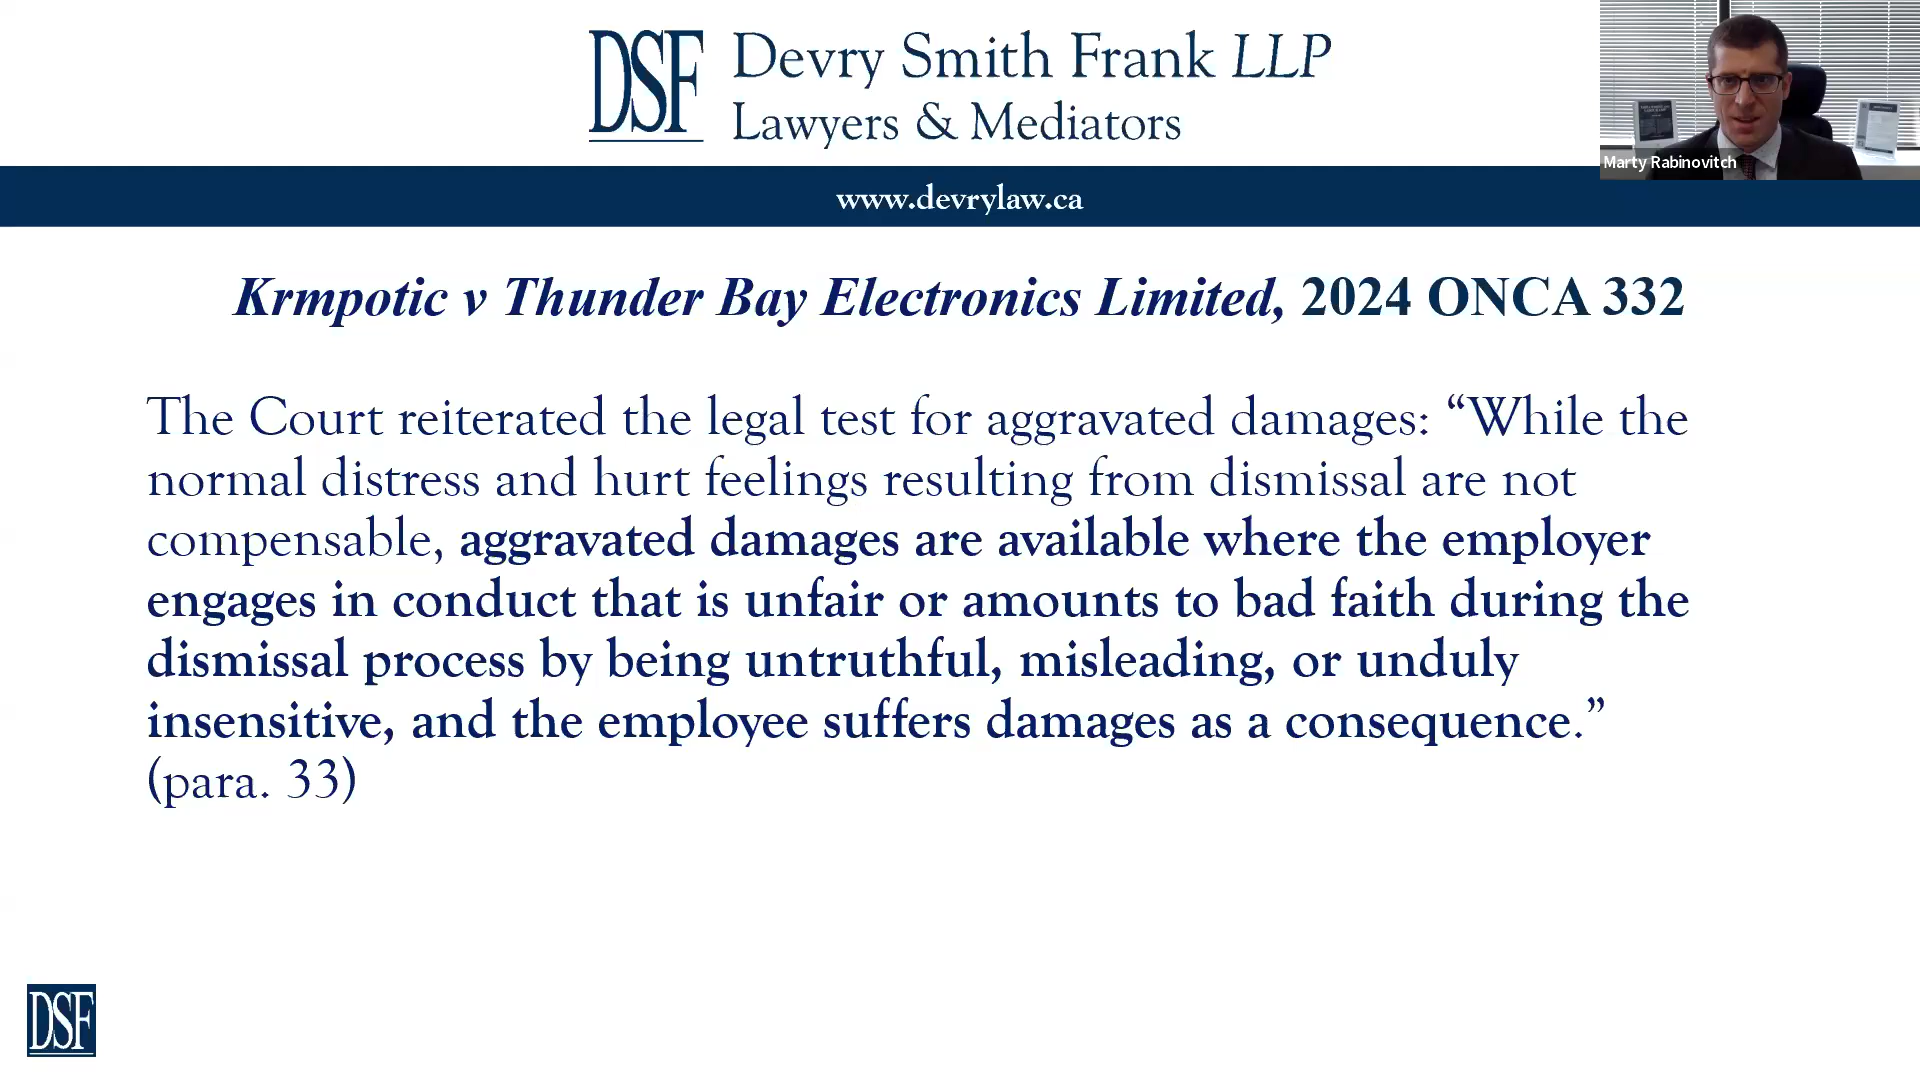 DSF
Devry Smith Frank LLP
Lawyers & Mediators
Marty Rabinovitch
www.devrylaw.ca
Krmpotic v Thunder Bay Electronics Limited, 2024 ONCA 332
The Court reiterated the legal test for aggravated damages: “While the
normal distress and hurt feelings resulting from dismissal are not
compensable, aggravated damages are available where the employer
engages in conduct that is unfair or amounts to bad faith during the
dismissal process by being untruthful, misleading, or unduly
insensitive, and the employee suffers damages as a consequence.”
(para. 33)
DSF